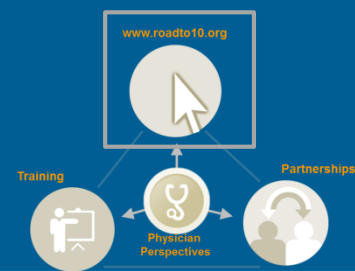 www.roadto10.org
Training
Partnerships
Physician
Perspectives